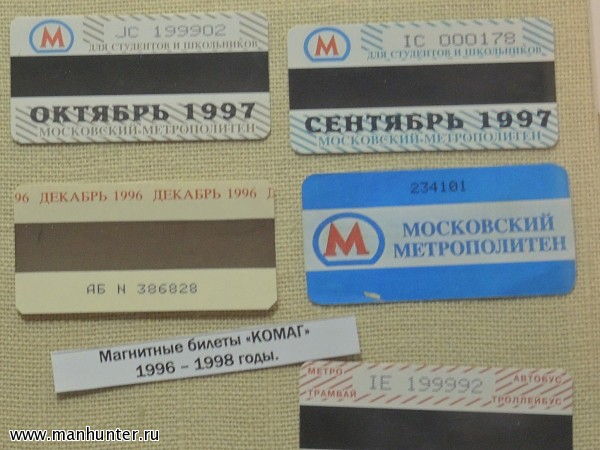 М
JC 199902
ДЛЯ СТУДЕНТОВ И ШКОЛЬНИКОВ
ОКТЯБРЬ 1997
МОСКОВСКИЙ МЕТРОПОЛИТЕН
М
IC 000178
ДЛЯ СТУДЕНТОВ И ШКОЛЬНИКОВ
СЕНТЯБРЬ 1997
МОСКОВСКИЙ МЕТРОПОЛИТЕН
96 ДЕКАБРЬ 1996 ДЕКАБРЬ 1996
АБ N 386828
234101
М
МОСКОВСКИЙ
МЕТРОПОЛИТЕН
Магнитные билеты «КОМАГ»
1996 – 1998 годы.
МЕТРО
ТРАМВАЙ
IE 199992
АВТОБУС
ТРОЛЛЕЙБУС
www.manhunter.ru